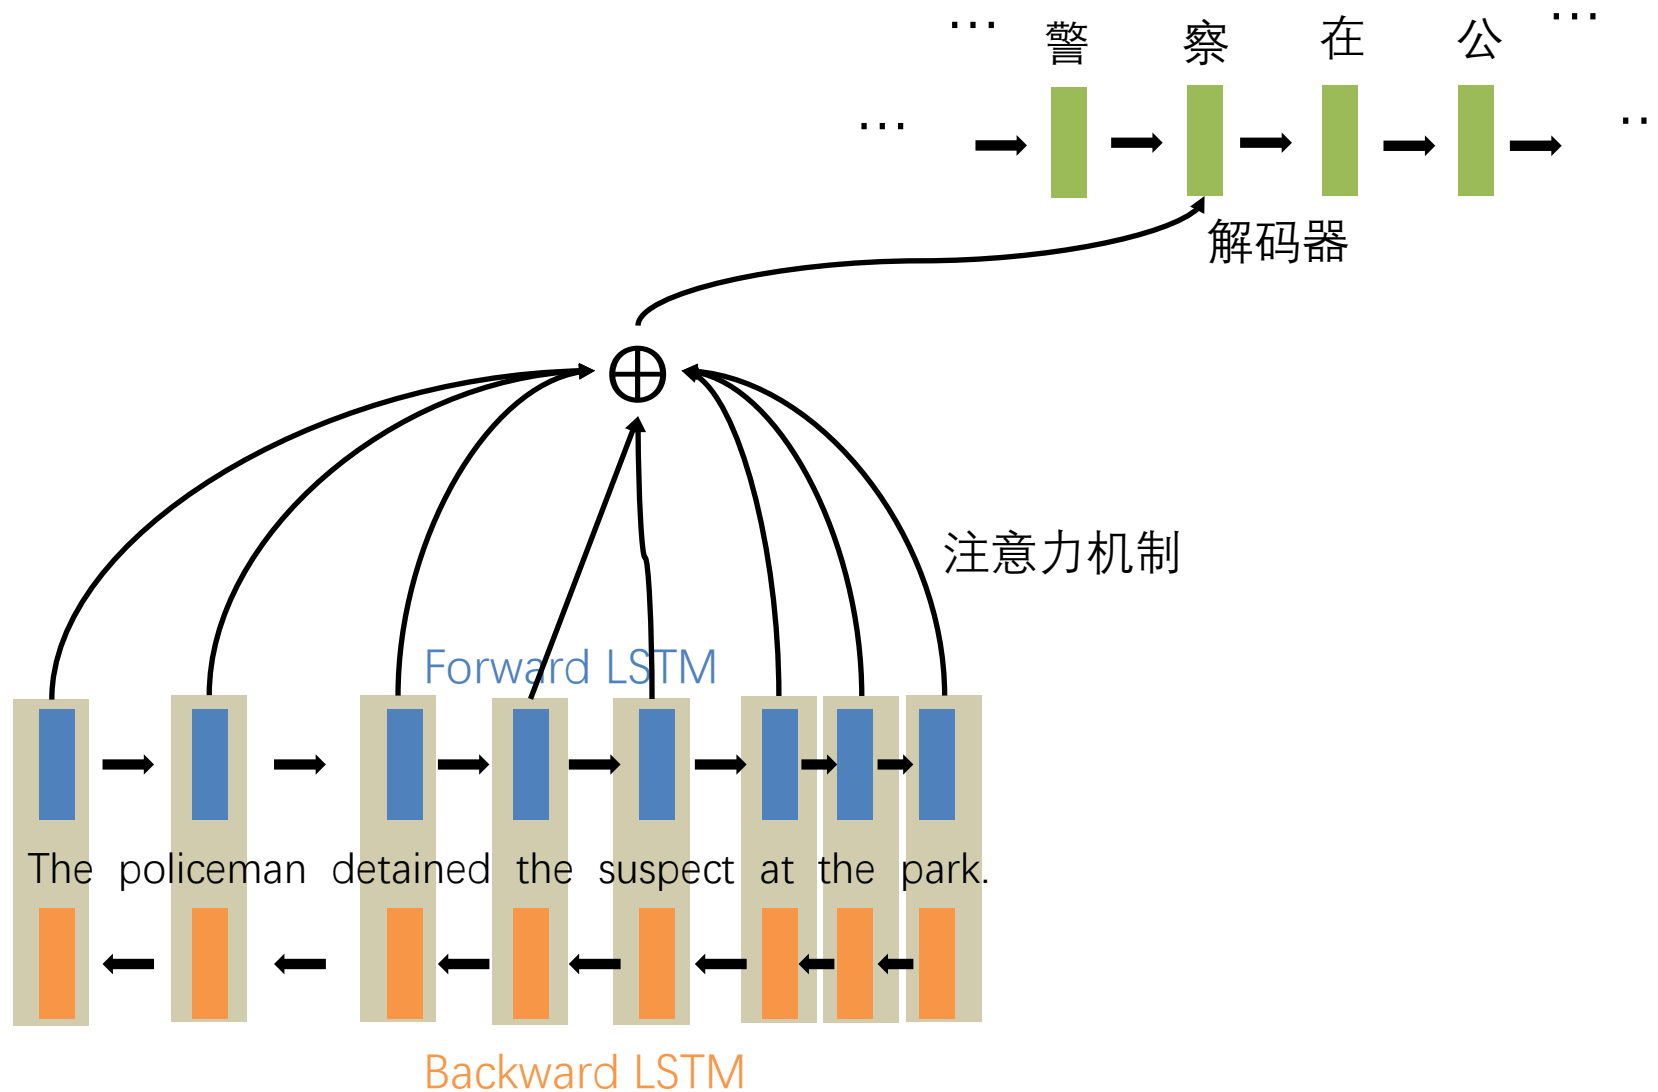 … 警 察 在 公 …
… ..
解码器
注意力机制
Forward LSTM
The policeman detained the suspect at the park.
Backward LSTM